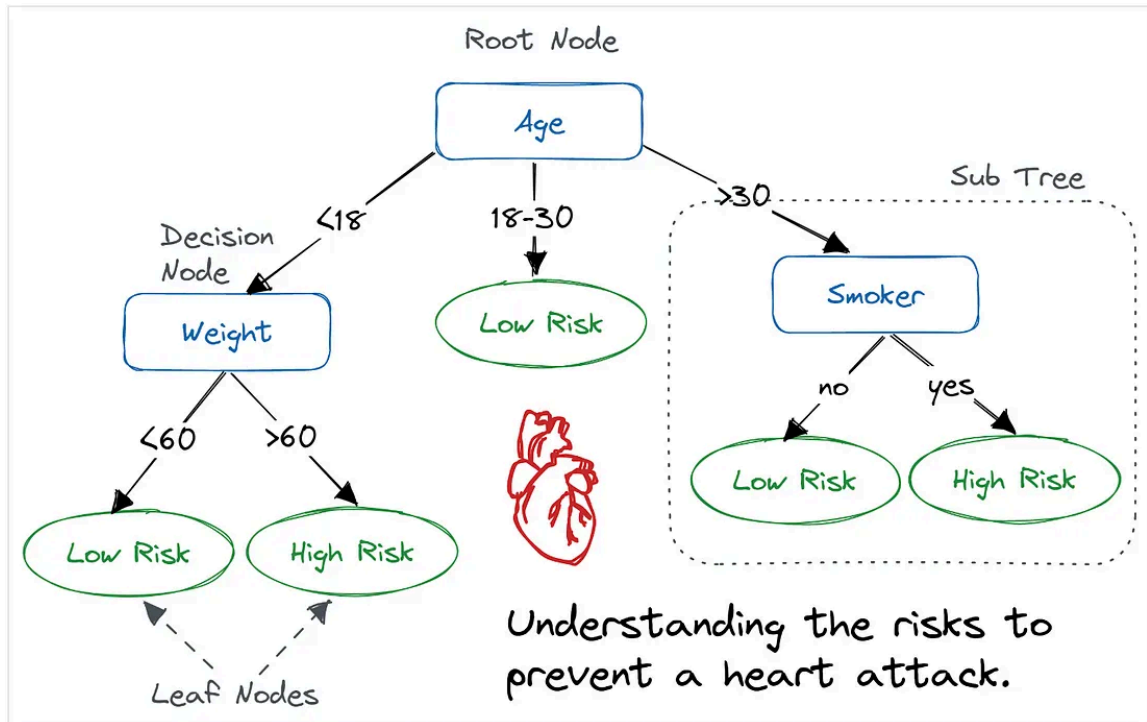 Root Node
Age
Sub Tree
<18
18-30
>30
Decision
Node
Weight
Low Risk
Smoker
<60
>60
no
yes
Low Risk
High Risk
Low Risk
High Risk
Leaf Nodes
Understanding the risks to
prevent a heart attack.